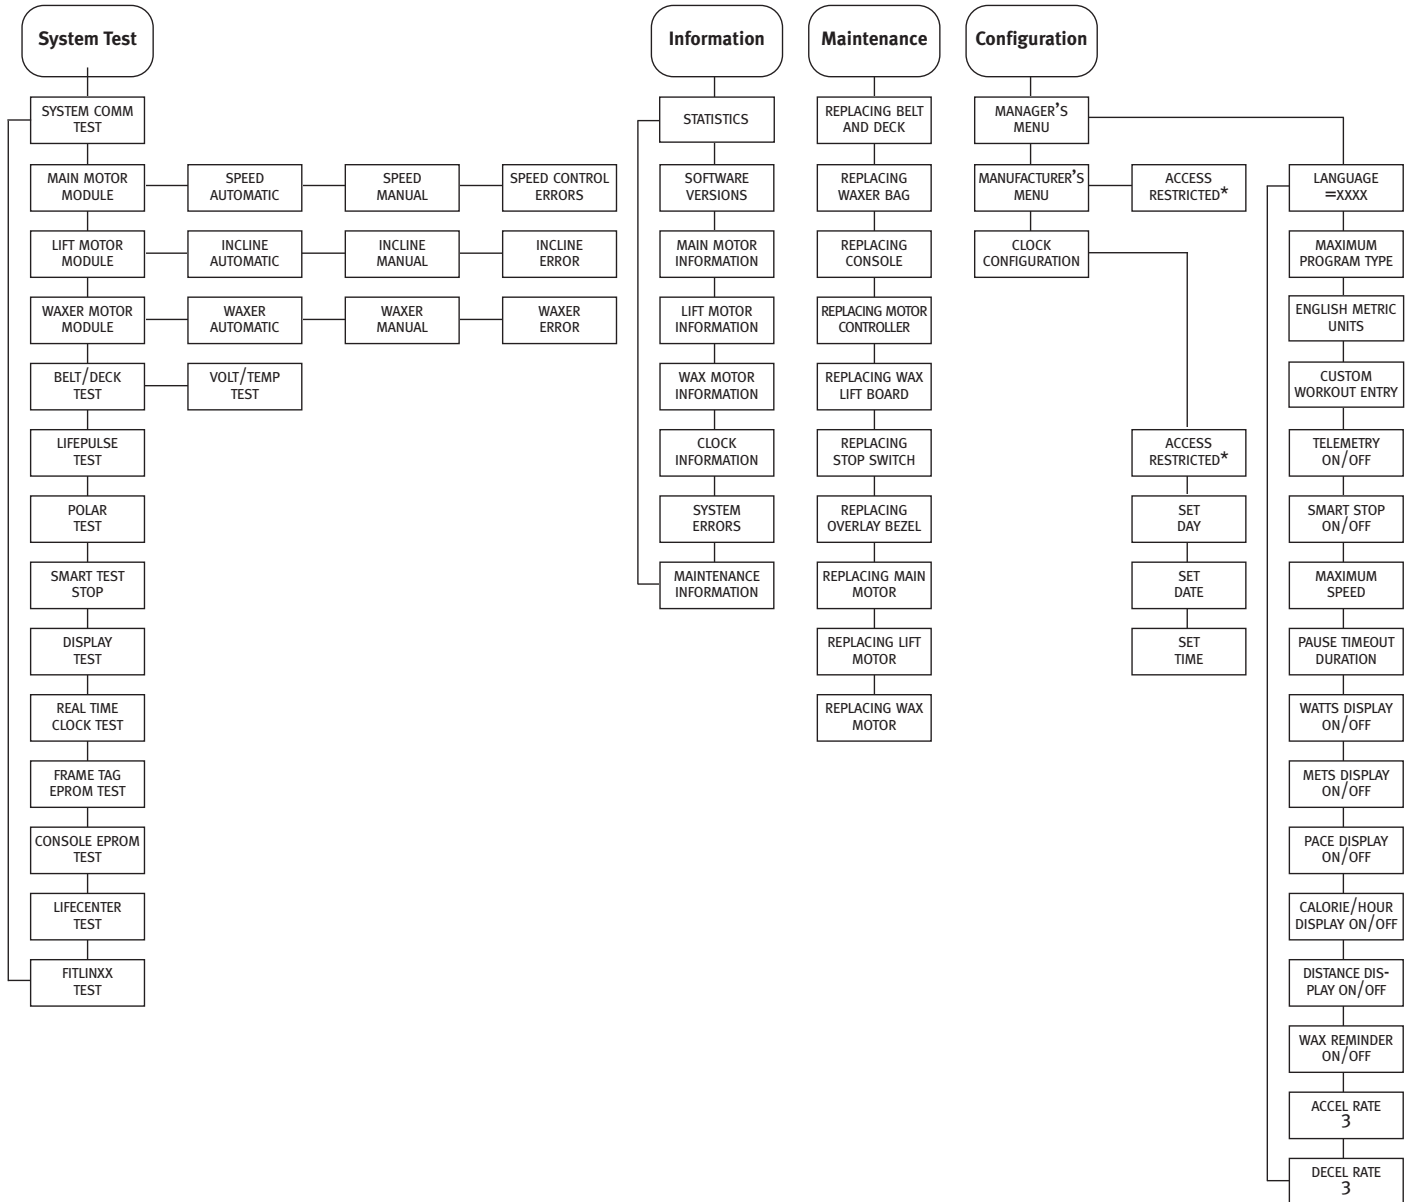 System Test
SYSTEM COMM
TEST
MAIN MOTOR
MODULE
SPEED
AUTOMATIC
SPEED
MANUAL
SPEED CONTROL
ERRORS
LIFT MOTOR
MODULE
INCLINE
AUTOMATIC
INCLINE
MANUAL
INCLINE
ERROR
WAXER MOTOR
MODULE
WAXER
AUTOMATIC
WAXER
MANUAL
WAXER
ERROR
BELT/DECK
TEST
VOLT/TEMP
TEST
LIFEPULSE
TEST
POLAR
TEST
SMART TEST
STOP
DISPLAY
TEST
REAL TIME
CLOCK TEST
FRAME TAG
EPROM TEST
CONSOLE EPROM
TEST
LIFECENTER
TEST
FITLINXX
TEST
Information
STATISTICS
SOFTWARE
VERSIONS
MAIN MOTOR
INFORMATION
LIFT MOTOR
INFORMATION
WAX MOTOR
INFORMATION
CLOCK
INFORMATION
SYSTEM
ERRORS
MAINTENANCE
INFORMATION
Maintenance
REPLACING BELT
AND DECK
REPLACING
WAXER BAG
REPLACING
CONSOLE
REPLACING MOTOR
CONTROLLER
REPLACING WAX
LIFT BOARD
REPLACING
STOP SWITCH
REPLACING
OVERLAY BEZEL
REPLACING MAIN
MOTOR
REPLACING LIFT
MOTOR
REPLACING WAX
MOTOR
Configuration
MANAGER'S
MENU
MANUFACTURER'S
MENU
ACCESS
RESTRICTED*
CLOCK
CONFIGURATION
ACCESS
RESTRICTED*
SET
DAY
SET
DATE
SET
TIME
LANGUAGE
=XXXX
MAXIMUM
PROGRAM TYPE
ENGLISH METRIC
UNITS
CUSTOM
WORKOUT ENTRY
TELEMETRY
ON/OFF
SMART STOP
ON/OFF
MAXIMUM
SPEED
PAUSE TIMEOUT
DURATION
WATTS DISPLAY
ON/OFF
METS DISPLAY
ON/OFF
PACE DISPLAY
ON/OFF
CALORIE/HOUR
DISPLAY ON/OFF
DISTANCE DIS-
PLAY ON/OFF
WAX REMINDER
ON/OFF
ACCEL RATE
3
DECEL RATE
3